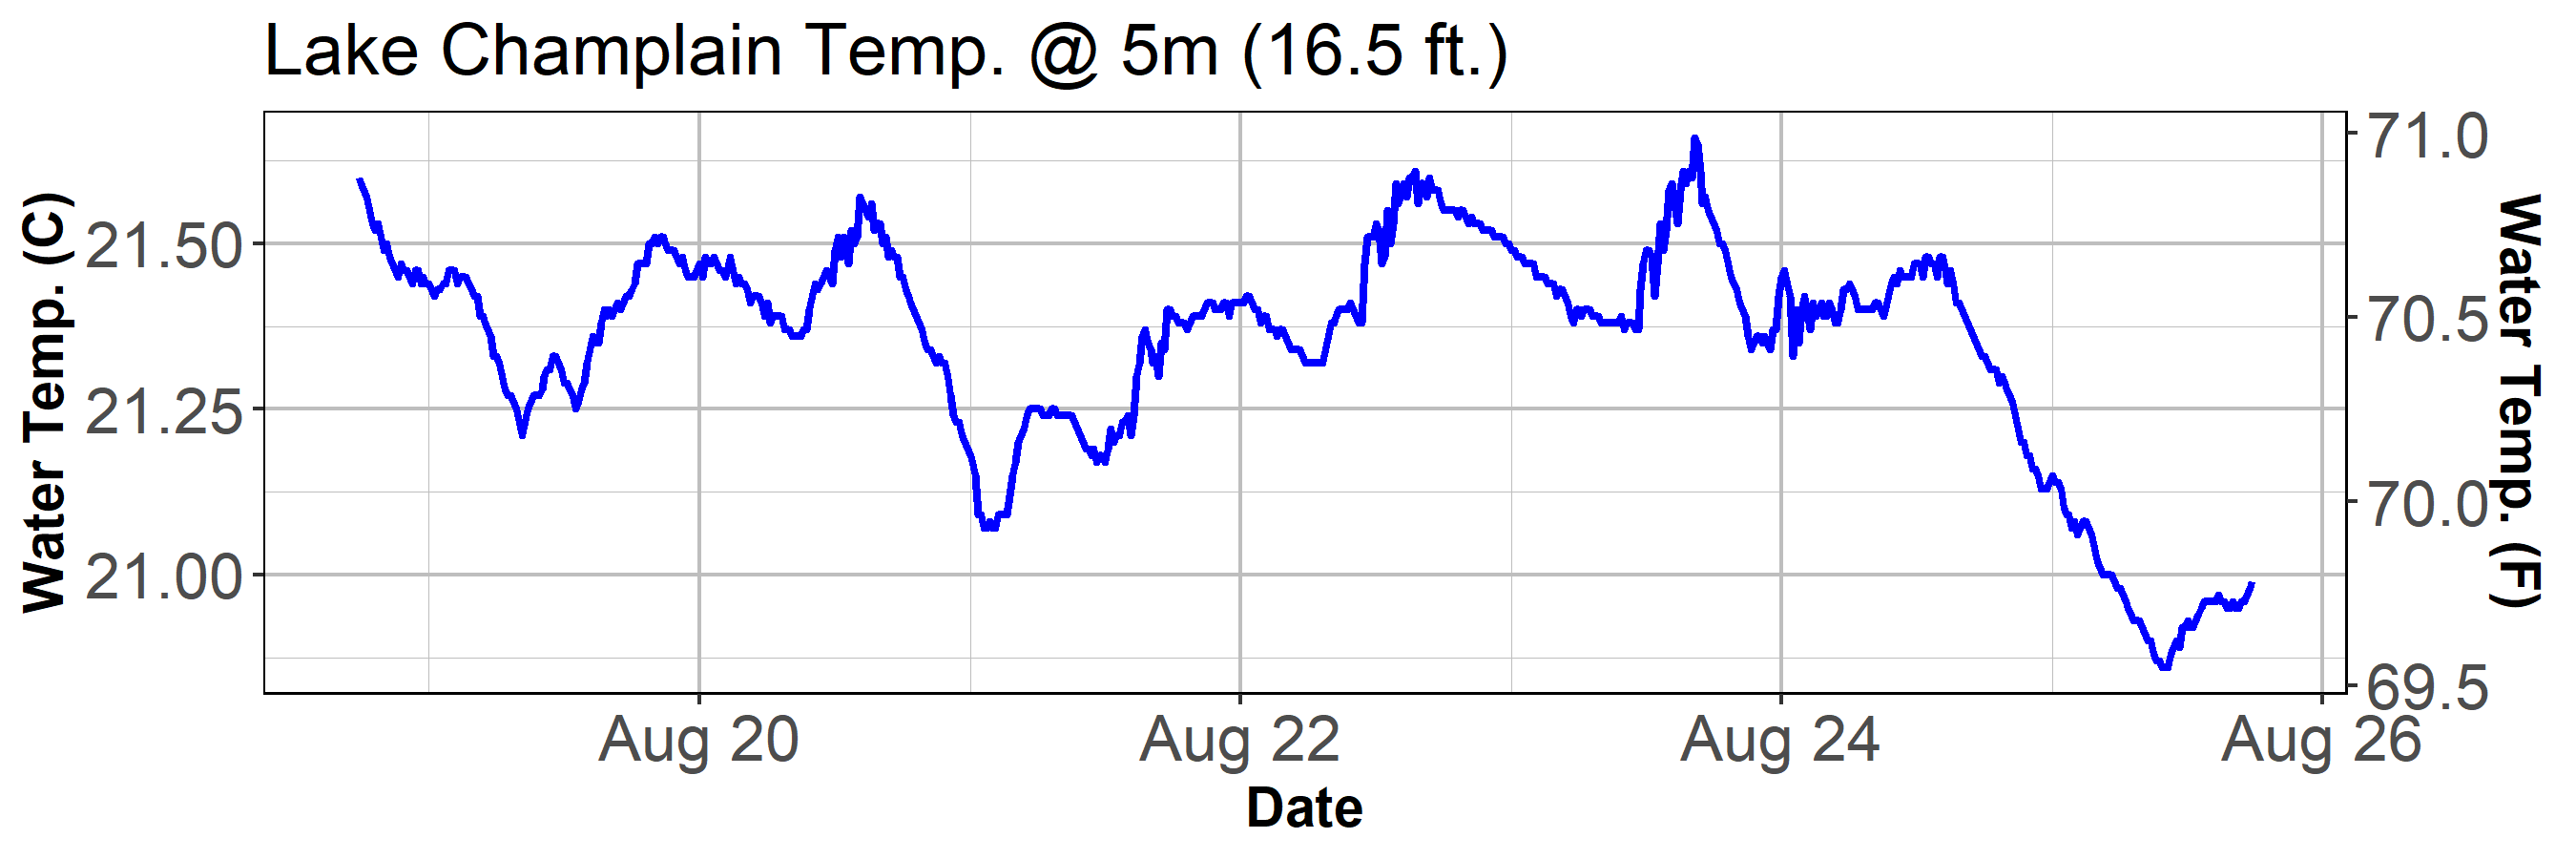 Lake Champlain Temp. @ 5m (16.5 ft.)
Water Temp. (C)
21.50
21.25
21.00
71.0
70.5
70.0
69.5
Water Temp. (F)
Aug 20
Aug 22
Aug 24
Aug 26
Date